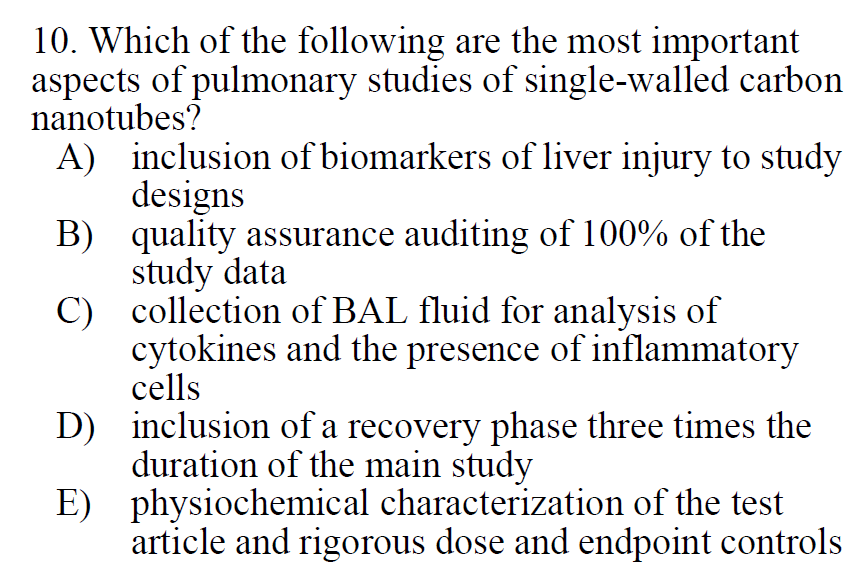 10. Which of the following are the most important
aspects of pulmonary studies of single-walled carbon
nanotubes?
A) inclusion of biomarkers of liver injury to study
designs
B) quality assurance auditing of 100% of the
study data
C) collection of BAL fluid for analysis of
cytokines and the presence of inflammatory
cells
D) inclusion of a recovery phase three times the
duration of the main study
E) physiochemical characterization of the test
article and rigorous dose and endpoint controls